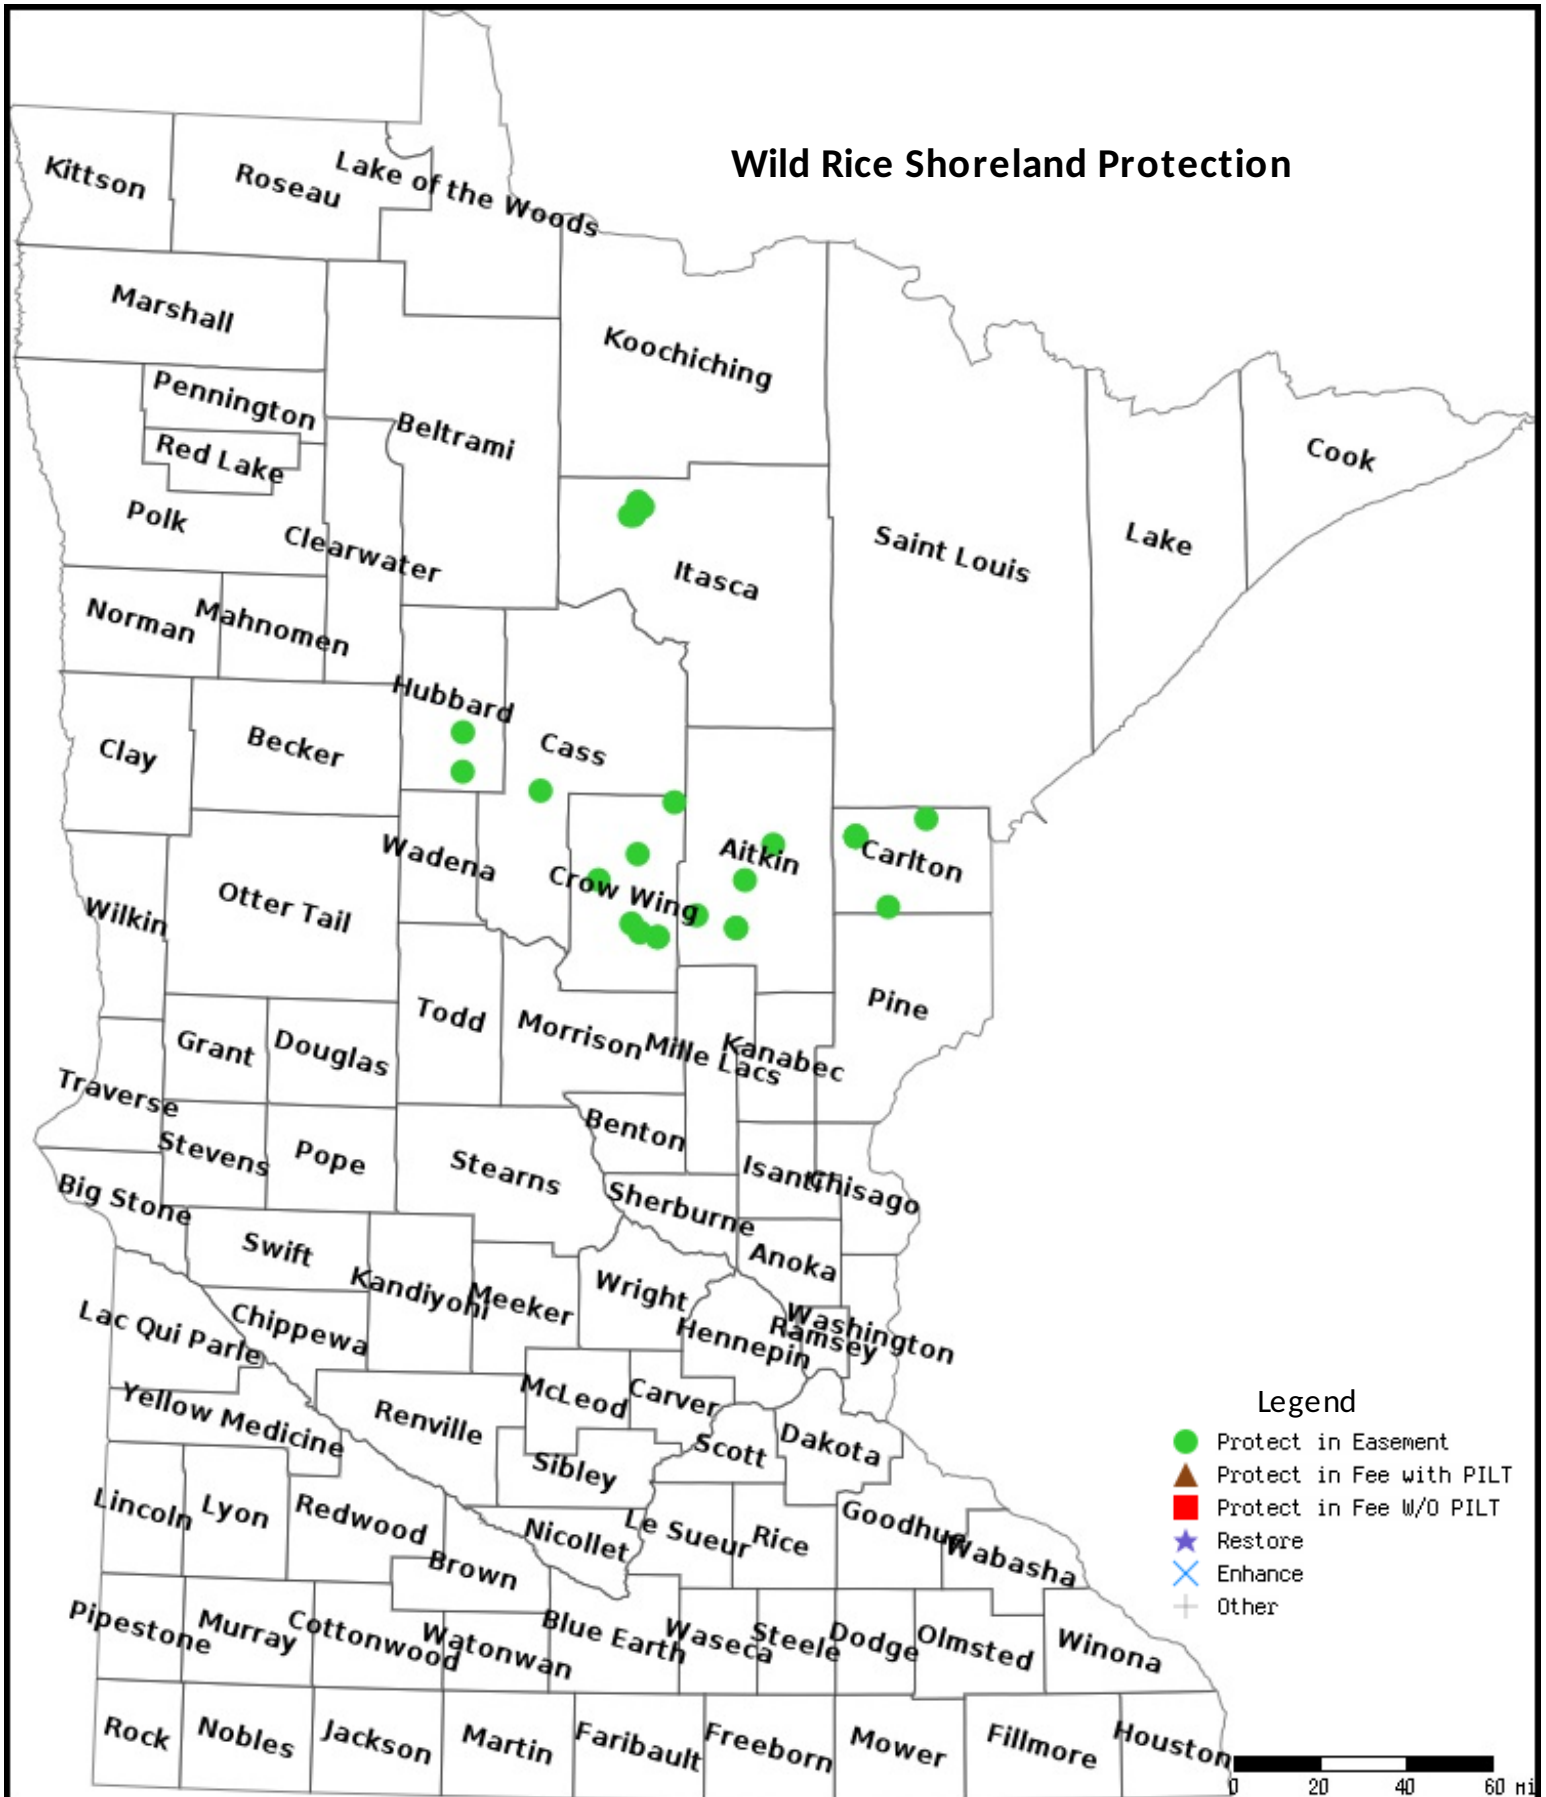 Wild Rice Shoreland Protection
Kittson
Roseau
Lake of the Woods
Marshall
Koochiching
Pennington
Beltrami
Red Lake
Cook
Polk
Clearwater
Saint Louis
Lake
Itasca
Norman
Mahnomen
Hubbard
Clay
Becker
Cass
Wadena
Aitkin
Carlton
Crow Wing
Wilkin
Otter Tail
Todd
Pine
Grant
Douglas
Morrison
Mille Lacs
Kanabec
Traverse
Stevens
Pope
Stearns
Benton
Isanti
Chisago
Big Stone
Sherburne
Swift
Anoka
Kandiyohi
Meeker
Wright
Lac Qui Parle
Chippewa
Hennepin
Ramsey
Washington
Yellow Medicine
Renville
McLeod
Carver
Legend
Scott
Dakota
Protect in Easement
Sibley
Protect in Fee with PILT
Lincoln
Lyon
Redwood
Protect in Fee W/O PILT
Nicollet
Le Sueur
Rice
Goodhue
Wabasha
Restore
Brown
Enhance
Other
Pipestone
Murray
Cottonwood
Watonwan
Blue Earth
Waseca
Steele
Dodge
Olmsted
Winona
Rock
Nobles
Jackson
Martin
Faribault
Freeborn
Mower
Fillmore
Houston
0 20 40 60 mi